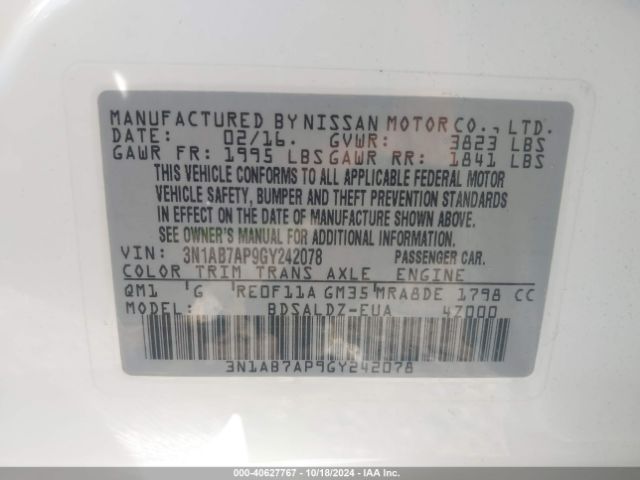 MANUFACTURED BY NISSAN MOTOR CO., LTD.
DATE: 02/16. GVWR: 3823 LBS
GAWR FR: 1995 LBS GAWR RR: 1841 LBS
THIS VEHICLE CONFORMS TO ALL APPLICABLE FEDERAL MOTOR
VEHICLE SAFETY, BUMPER AND THEFT PREVENTION STANDARDS
IN EFFECT ON THE DATE OF MANUFACTURE SHOWN ABOVE.
SEE OWNER'S MANUAL FOR ADDITIONAL INFORMATION.
VIN: 3N1AB7AP9GY242078 PASSENGER CAR.
COLOR TRIM TRANS AXLE ENGINE
QM1 G RE0F11A GM35 MRA8DE 1798 CC
MODEL: BDSALDZ-EUA 4Z000
3N1AB7AP9GY242078
© - 40627767 - 10/18/2024 - IAA Inc.